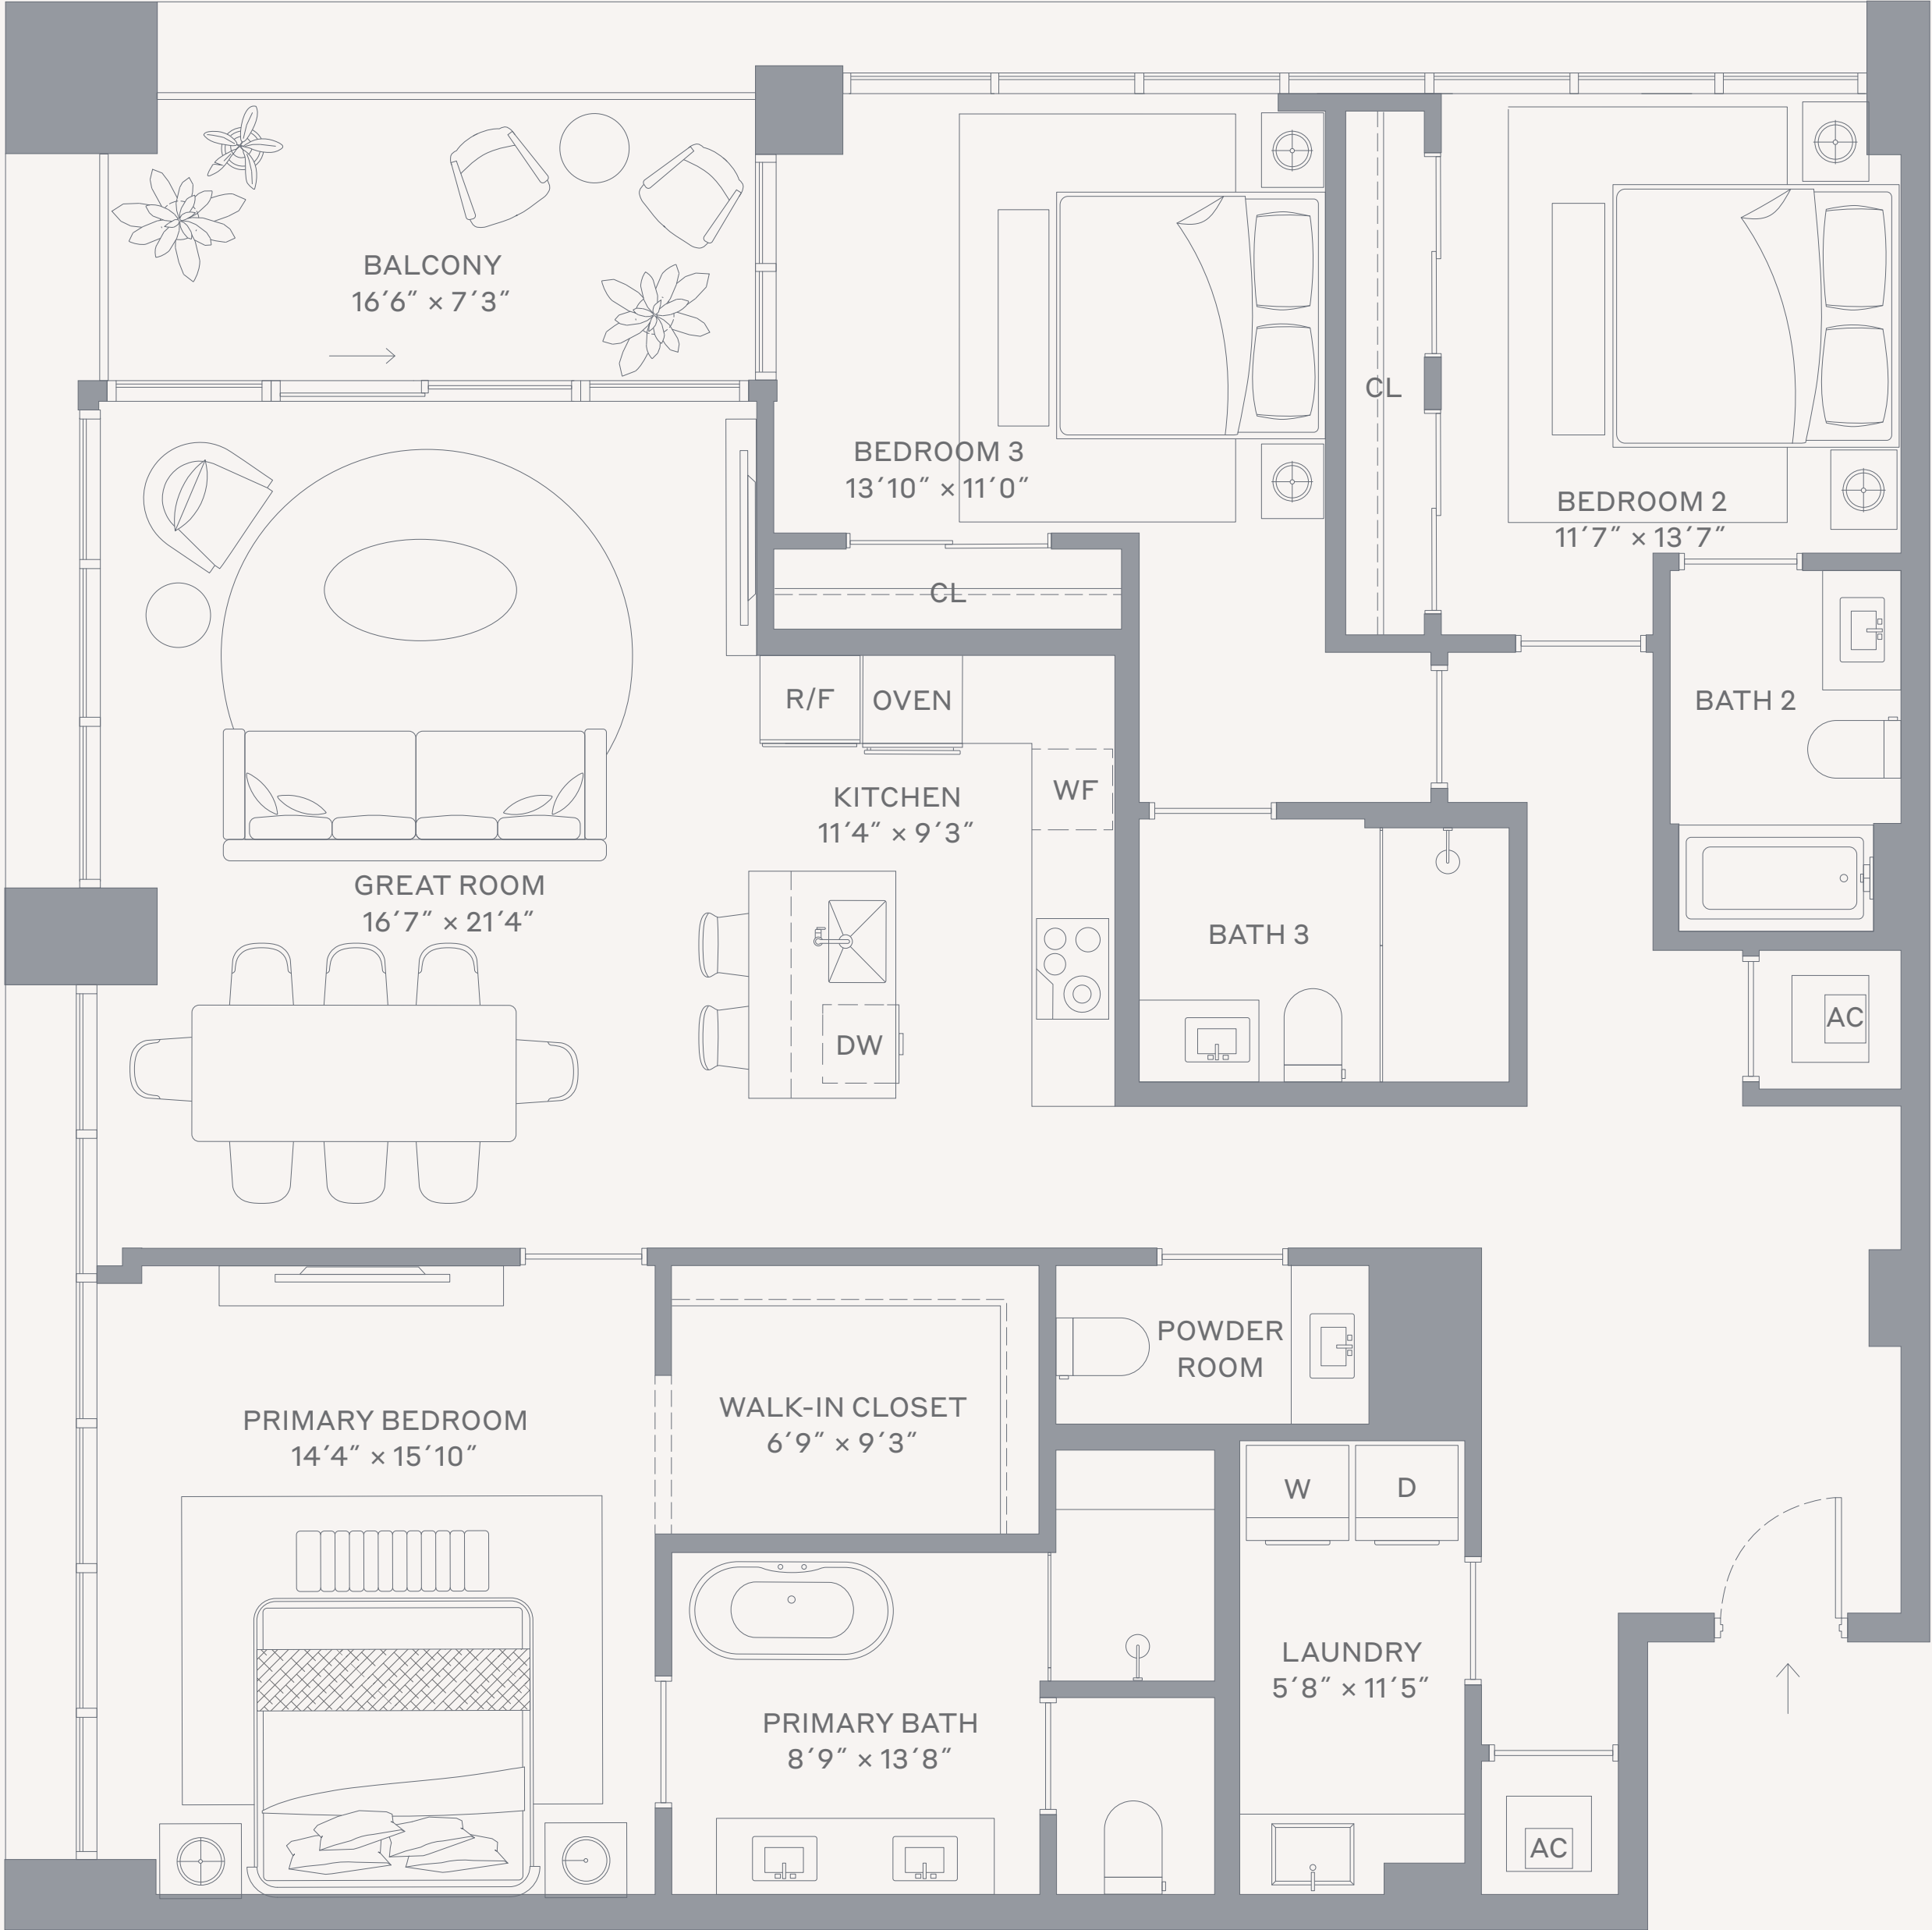 BALCONY
16´6˝ × 7´3˝
BEDROOM 3
13´10˝ × 11´0˝
CL
BEDROOM 2
11´7˝ × 13´7˝
CL
R/F
OVEN
BATH 2
WF
KITCHEN
11´4˝ × 9´3˝
GREAT ROOM
16´7˝ × 21´4˝
BATH 3
DW
AC
POWDER
ROOM
WALK-IN CLOSET
6´9˝ × 9´3˝
PRIMARY BEDROOM
14´4˝ × 15´10˝
W
D
LAUNDRY
5´8˝ × 11´5˝
PRIMARY BATH
8´9˝ × 13´8˝
AC